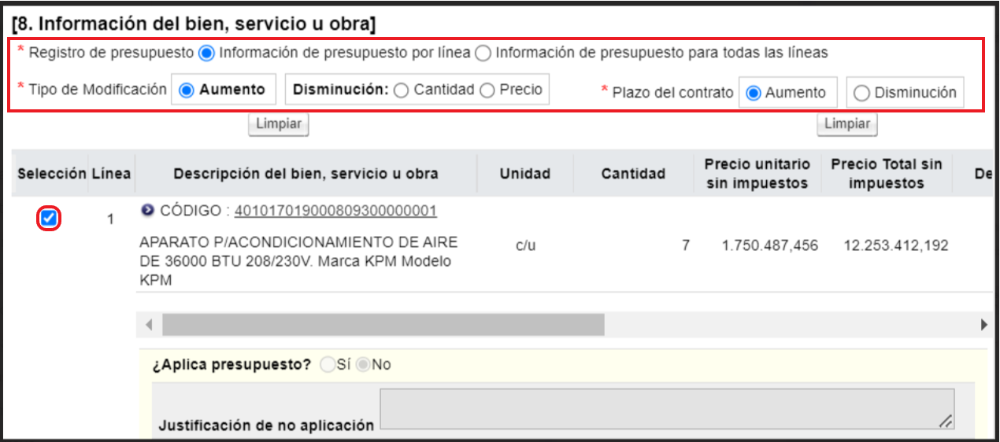 [8. Información del bien, servicio u obra]
* Registro de presupuesto Información de presupuesto por línea Información de presupuesto para todas las líneas
* Tipo de Modificación Aumento Disminución: Cantidad Precio * Plazo del contrato Aumento Disminución
Limpiar Limpiar
Selección Línea Descripción del bien, servicio u obra Unidad Cantidad Precio unitario sin impuestos Precio Total sin impuestos De
1 CÓDIGO : 401017019000809300000001
APARATO P/ACONDICIONAMIENTO DE AIRE c/u 7 1.750.487,456 12.253.412,192
DE 36000 BTU 208/230V. Marca KPM Modelo
KPM
¿Aplica presupuesto? Sí No
Justificación de no aplicación